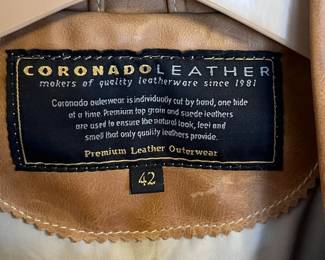 CORONADO LEATHER
makers of quality leatherware since 1981
Coronado outerwear is individually cut by hand, one hide
at a time. Premium top grain and suede leathers
are used to ensure the natural look, feel and
smell that only quality leathers provide.
Premium Leather Outerwear
42